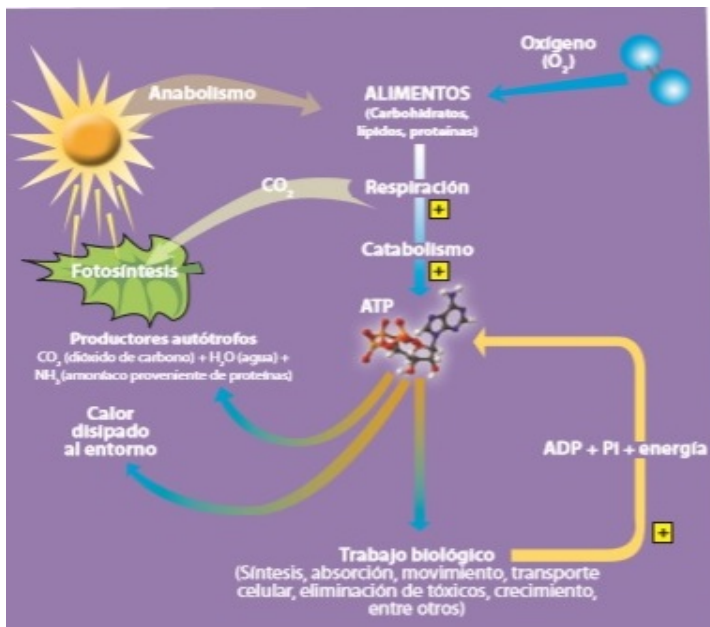 Oxígeno
(O₂)
Anabolismo
ALIMENTOS
(Carbohidratos,
lípidos, proteínas)
CO₂
Respiración
+
Catabolismo
+
Fotosíntesis
ATP
Productores autótrofos
CO₂ (dióxido de carbono) + H₂O (agua) +
NH₃ (amoníaco proveniente de proteínas)
Calor
disipado
al entorno
ADP + PI + energía
+
Trabajo biológico
(Síntesis, absorción, movimiento, transporte
celular, eliminación de tóxicos, crecimiento,
entre otros)